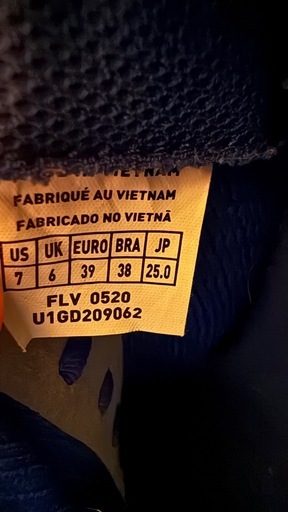 VIETNAM
FABRIQUÉ AU VIETNAM
FABRICADO NO VIETNÃ
US UK EURO BRA JP
7 6 39 38 25.0
FLV 0520
U1GD209062